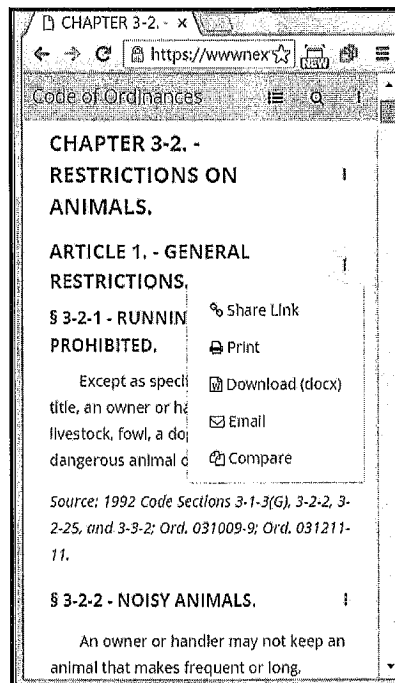 CHAPTER 3-2. -
https://wwwnex
NEW
Code of Ordinances
CHAPTER 3-2. -
RESTRICTIONS ON
ANIMALS.
ARTICLE 1. - GENERAL
RESTRICTIONS.
§ 3-2-1 - RUNNIN
PROHIBITED.
Share Link
Print
Download (docx)
Email
Compare
Except as speci
title, an owner or ha
livestock, fowl, a do
dangerous animal
Source: 1992 Code Sections 3-1-3(G), 3-2-2, 3-
2-25, and 3-3-2; Ord. 031009-9; Ord. 031211-
11.
§ 3-2-2 - NOISY ANIMALS.
An owner or handler may not keep an
animal that makes frequent or long,